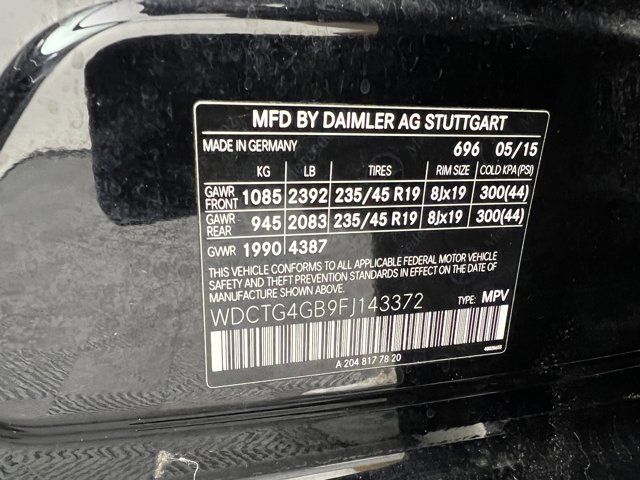 MFD BY DAIMLER AG STUTTGART
MADE IN GERMANY 696 05/15
KG LB TIRES RIM SIZE COLD KPA (PSI)
GAWR FRONT 1085 2392 235/45 R19 8Jx19 300(44)
GAWR REAR 945 2083 235/45 R19 8Jx19 300(44)
GVWR 1990 4387
THIS VEHICLE CONFORMS TO ALL APPLICABLE FEDERAL MOTOR VEHICLE
SAFETY AND THEFT PREVENTION STANDARDS IN EFFECT ON THE DATE OF
MANUFACTURE SHOWN ABOVE.
WDCTG4GB9FJ143372 TYPE: MPV
A 204 817 78 20